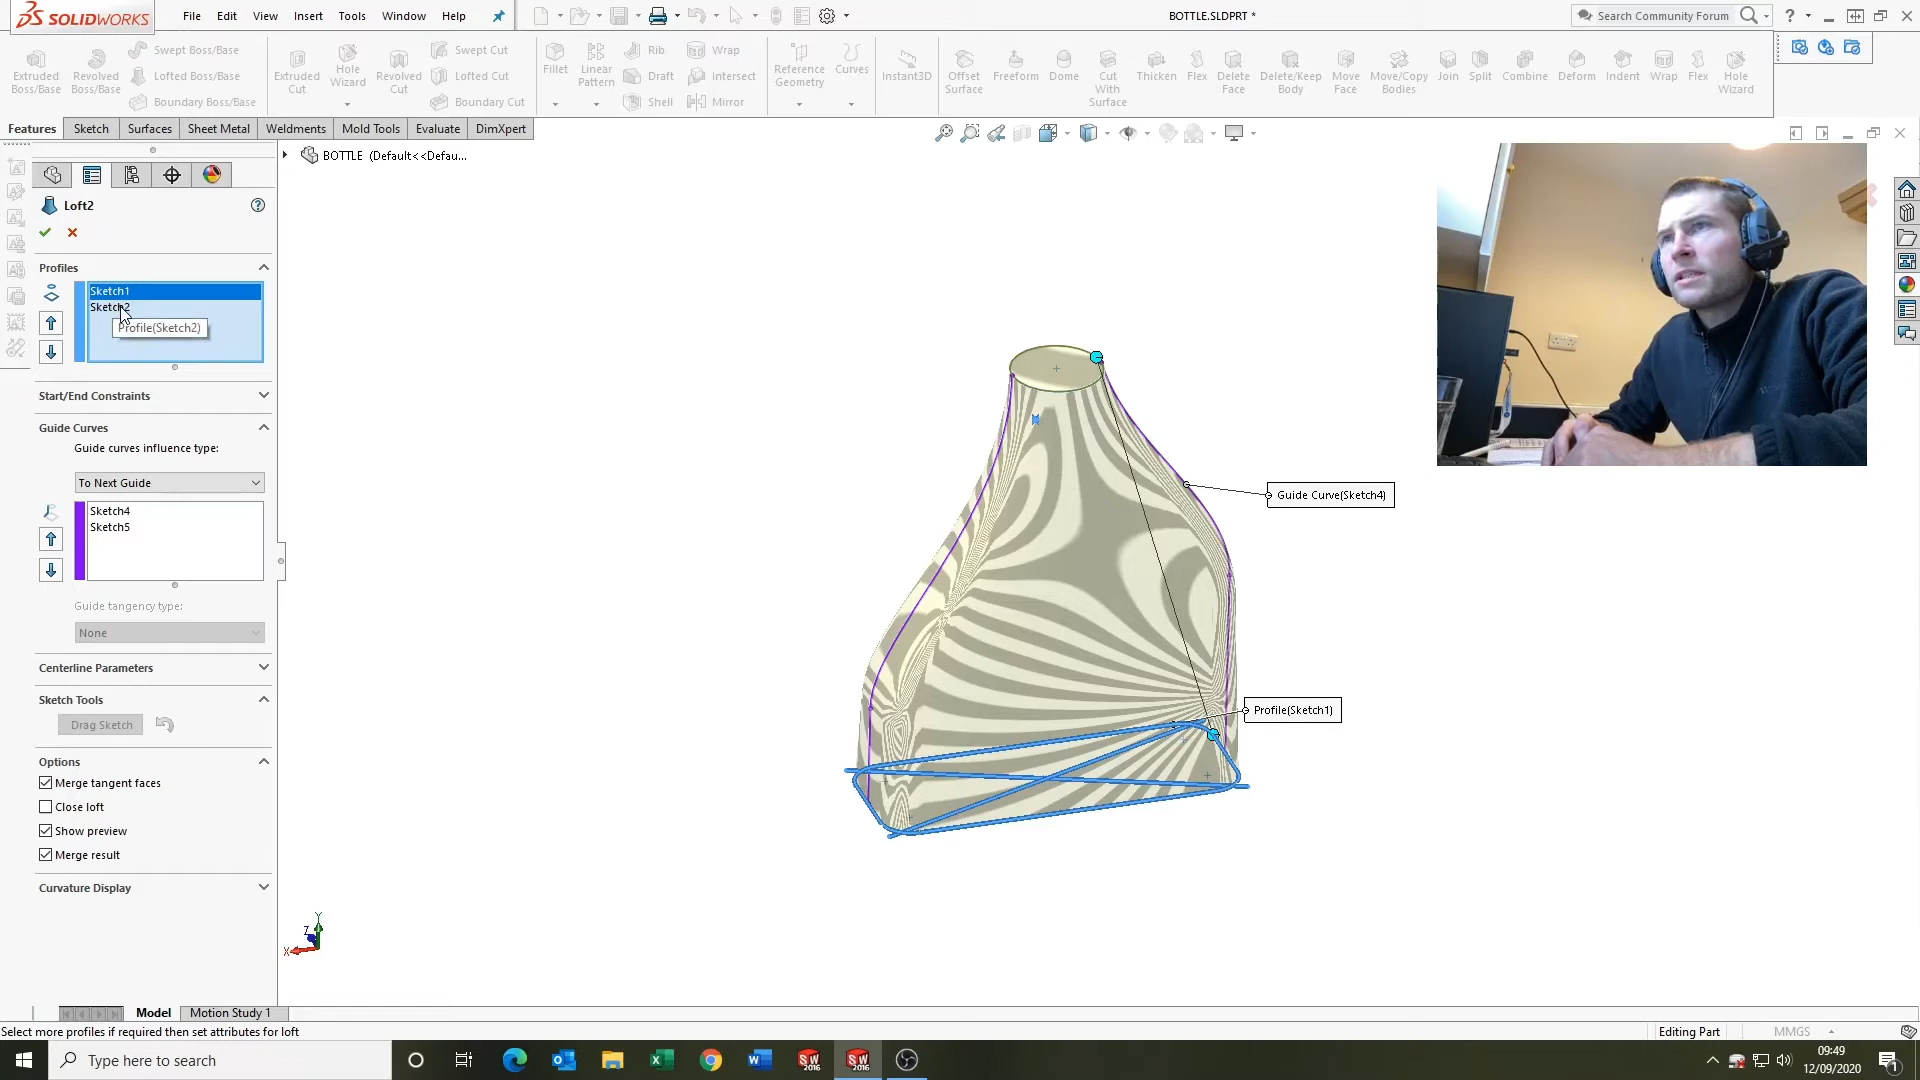 SOLIDWORKS
File Edit View Insert Tools Window Help
BOTTLE.SLDPRT *
Search Community Forum
Extruded Boss/Base
Revolved Boss/Base
Swept Boss/Base
Lofted Boss/Base
Boundary Boss/Base
Extruded Cut
Hole Wizard
Revolved Cut
Swept Cut
Lofted Cut
Boundary Cut
Fillet
Linear Pattern
Rib
Draft
Shell
Wrap
Intersect
Mirror
Reference Geometry
Curves
Instant3D
Offset Surface
Freeform
Dome
Cut With Surface
Thicken
Flex
Delete Face
Delete/Keep Body
Move Face
Move/Copy Bodies
Join
Split
Combine
Deform
Indent
Wrap
Flex
Hole Wizard
Features Sketch Surfaces Sheet Metal Weldments Mold Tools Evaluate DimXpert
BOTTLE (Default<<Defau...
Loft2
Profiles
Sketch1
Sketch2
Profile(Sketch2)
Start/End Constraints
Guide Curves
Guide curves influence type:
To Next Guide
Sketch4
Sketch5
Guide tangency type:
None
Centerline Parameters
Sketch Tools
Drag Sketch
Options
Merge tangent faces
Close loft
Show preview
Merge result
Curvature Display
Guide Curve(Sketch4)
Profile(Sketch1)
Y
Z
X
Model Motion Study 1
Select more profiles if required then set attributes for loft
Editing Part MMGS
Type here to search
SW 2016
SW 2016
09:49
12/09/2020
1